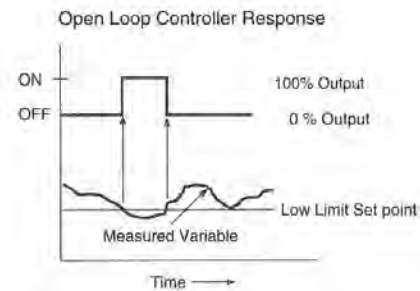 Open Loop Controller Response
ON
100% Output
OFF
0 % Output
Low Limit Set point
Measured Variable
Time